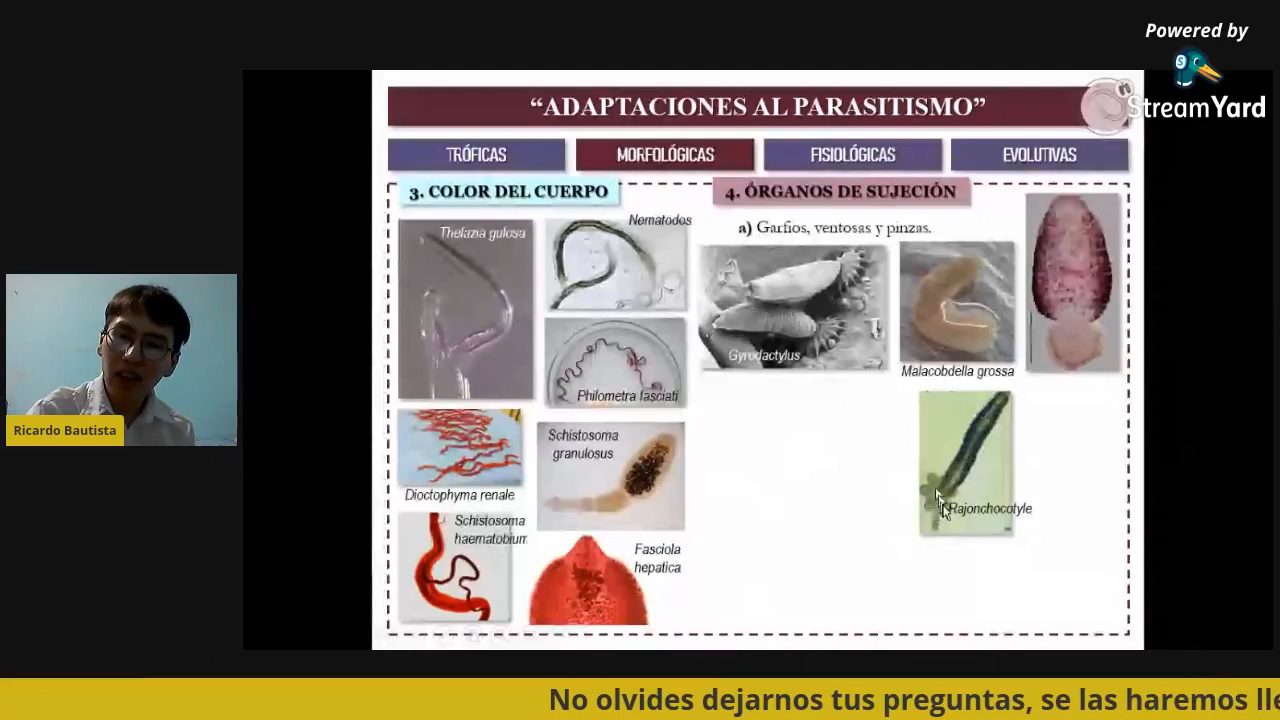 Powered by
StreamYard
“ADAPTACIONES AL PARASITISMO”
TRÓFICAS
MORFOLÓGICAS
FISIOLÓGICAS
EVOLUTIVAS
3. COLOR DEL CUERPO
Thelazia gulosa
Nematodos
Philometra fasciati
Dioctophyma renale
Schistosoma
granulosus
Schistosoma
haematobium
Fasciola
hepatica
4. ÓRGANOS DE SUJECIÓN
a) Garfios, ventosas y pinzas.
Gyrodactylus
Malacobdella grossa
Rajonchocotyle
Ricardo Bautista
No olvides dejarnos tus preguntas, se las haremos lle